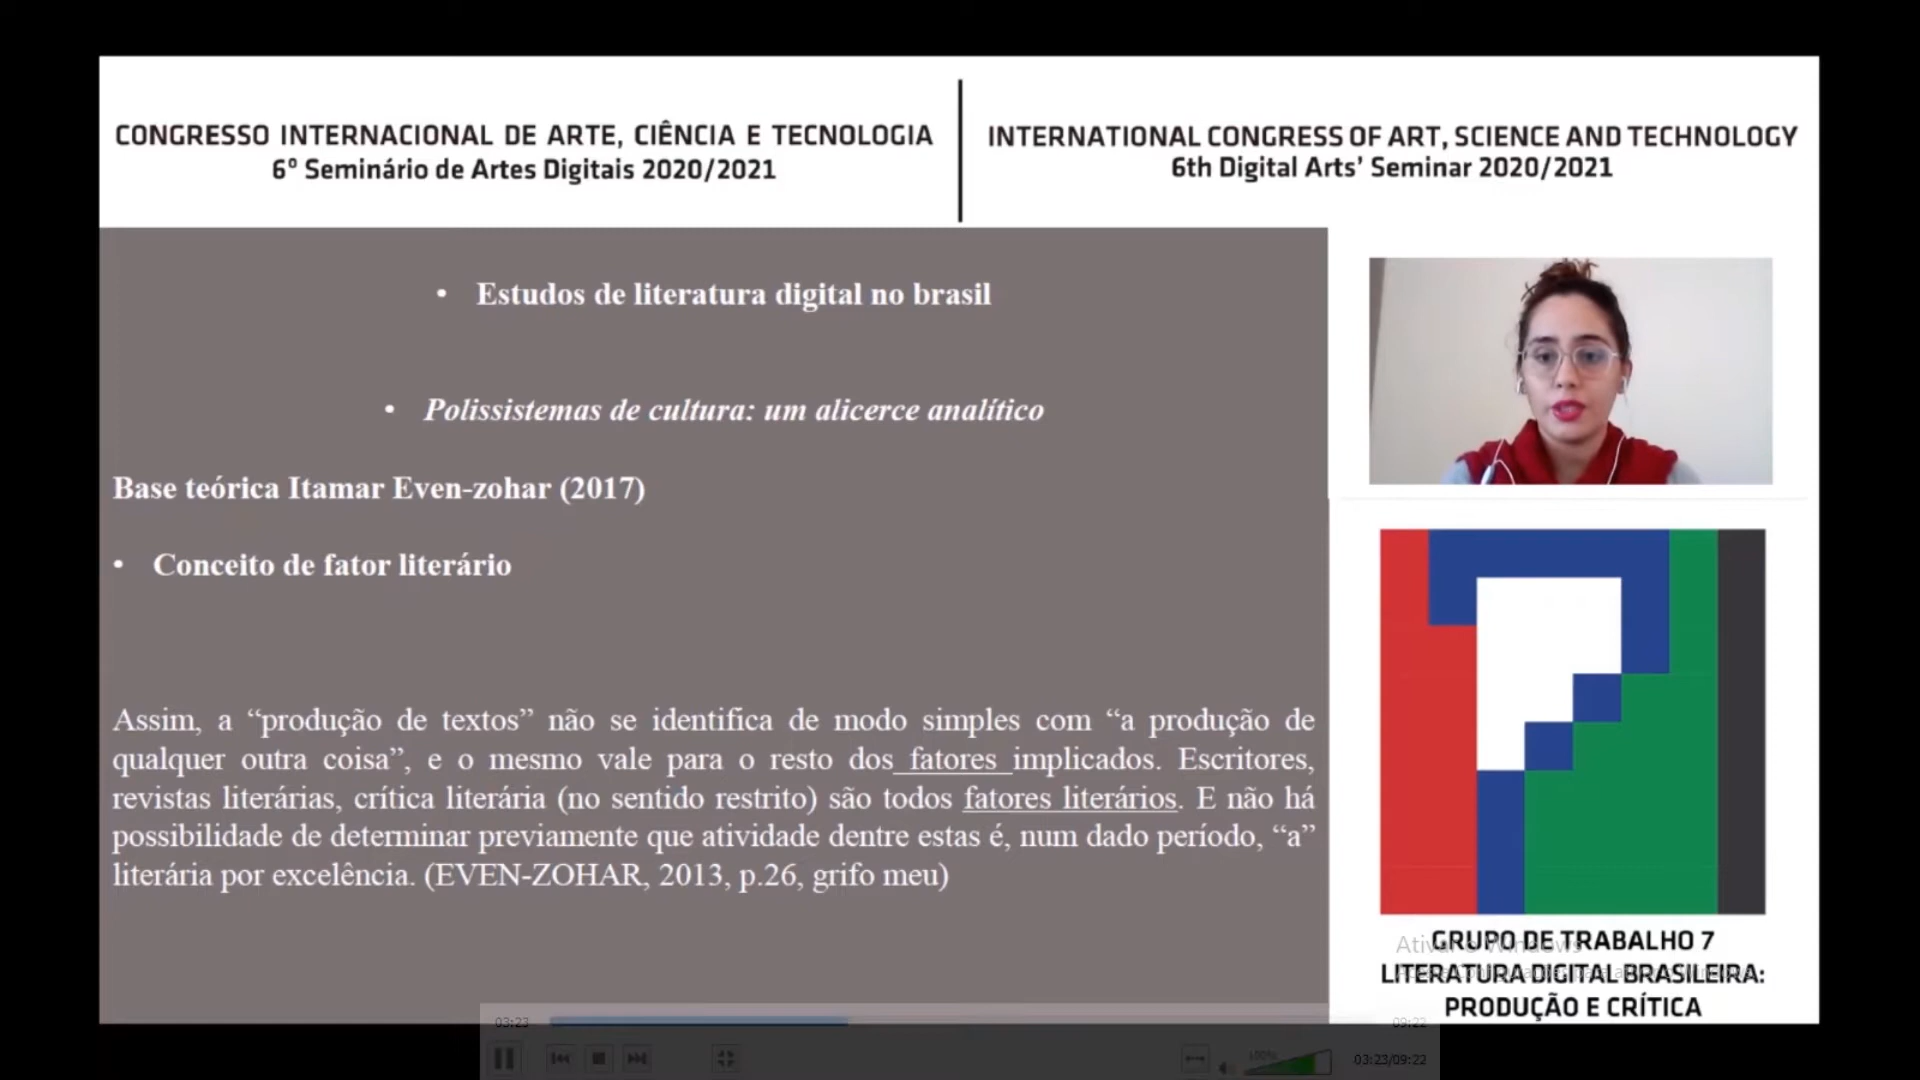 CONGRESSO INTERNACIONAL DE ARTE, CIÊNCIA E TECNOLOGIA
6º Seminário de Artes Digitais 2020/2021
INTERNATIONAL CONGRESS OF ART, SCIENCE AND TECHNOLOGY
6th Digital Arts’ Seminar 2020/2021
• Estudos de literatura digital no brasil
• Polissistemas de cultura: um alicerce analítico
Base teórica Itamar Even-zohar (2017)
• Conceito de fator literário
Assim, a “produção de textos” não se identifica de modo simples com “a produção de
qualquer outra coisa”, e o mesmo vale para o resto dos fatores implicados. Escritores,
revistas literárias, crítica literária (no sentido restrito) são todos fatores literários. E não há
possibilidade de determinar previamente que atividade dentre estas é, num dado período, “a”
literária por excelência. (EVEN-ZOHAR, 2013, p.26, grifo meu)
Ativar o Windows
GRUPO DE TRABALHO 7
LITERATURA DIGITAL BRASILEIRA:
PRODUÇÃO E CRÍTICA
03:23
09:22
100%
03:23/09:22